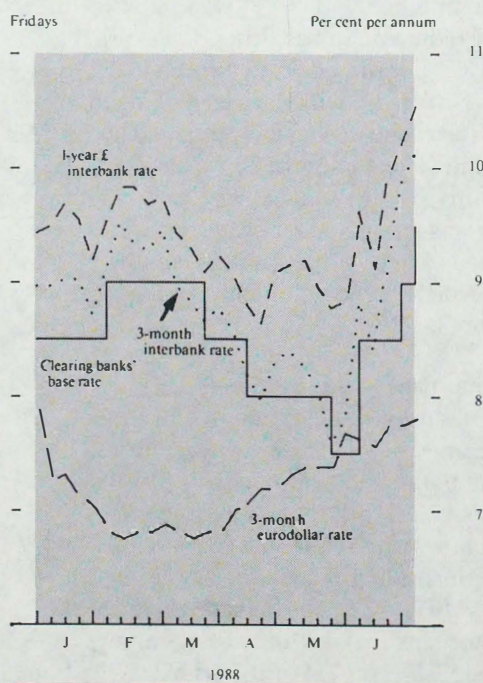 Fridays Per cent per annum
11
1-year £
interbank rate
10
9
3-month
interbank rate
Clearing banks'
base rate
8
3-month
eurodollar rate
7
J F M A M J
1988